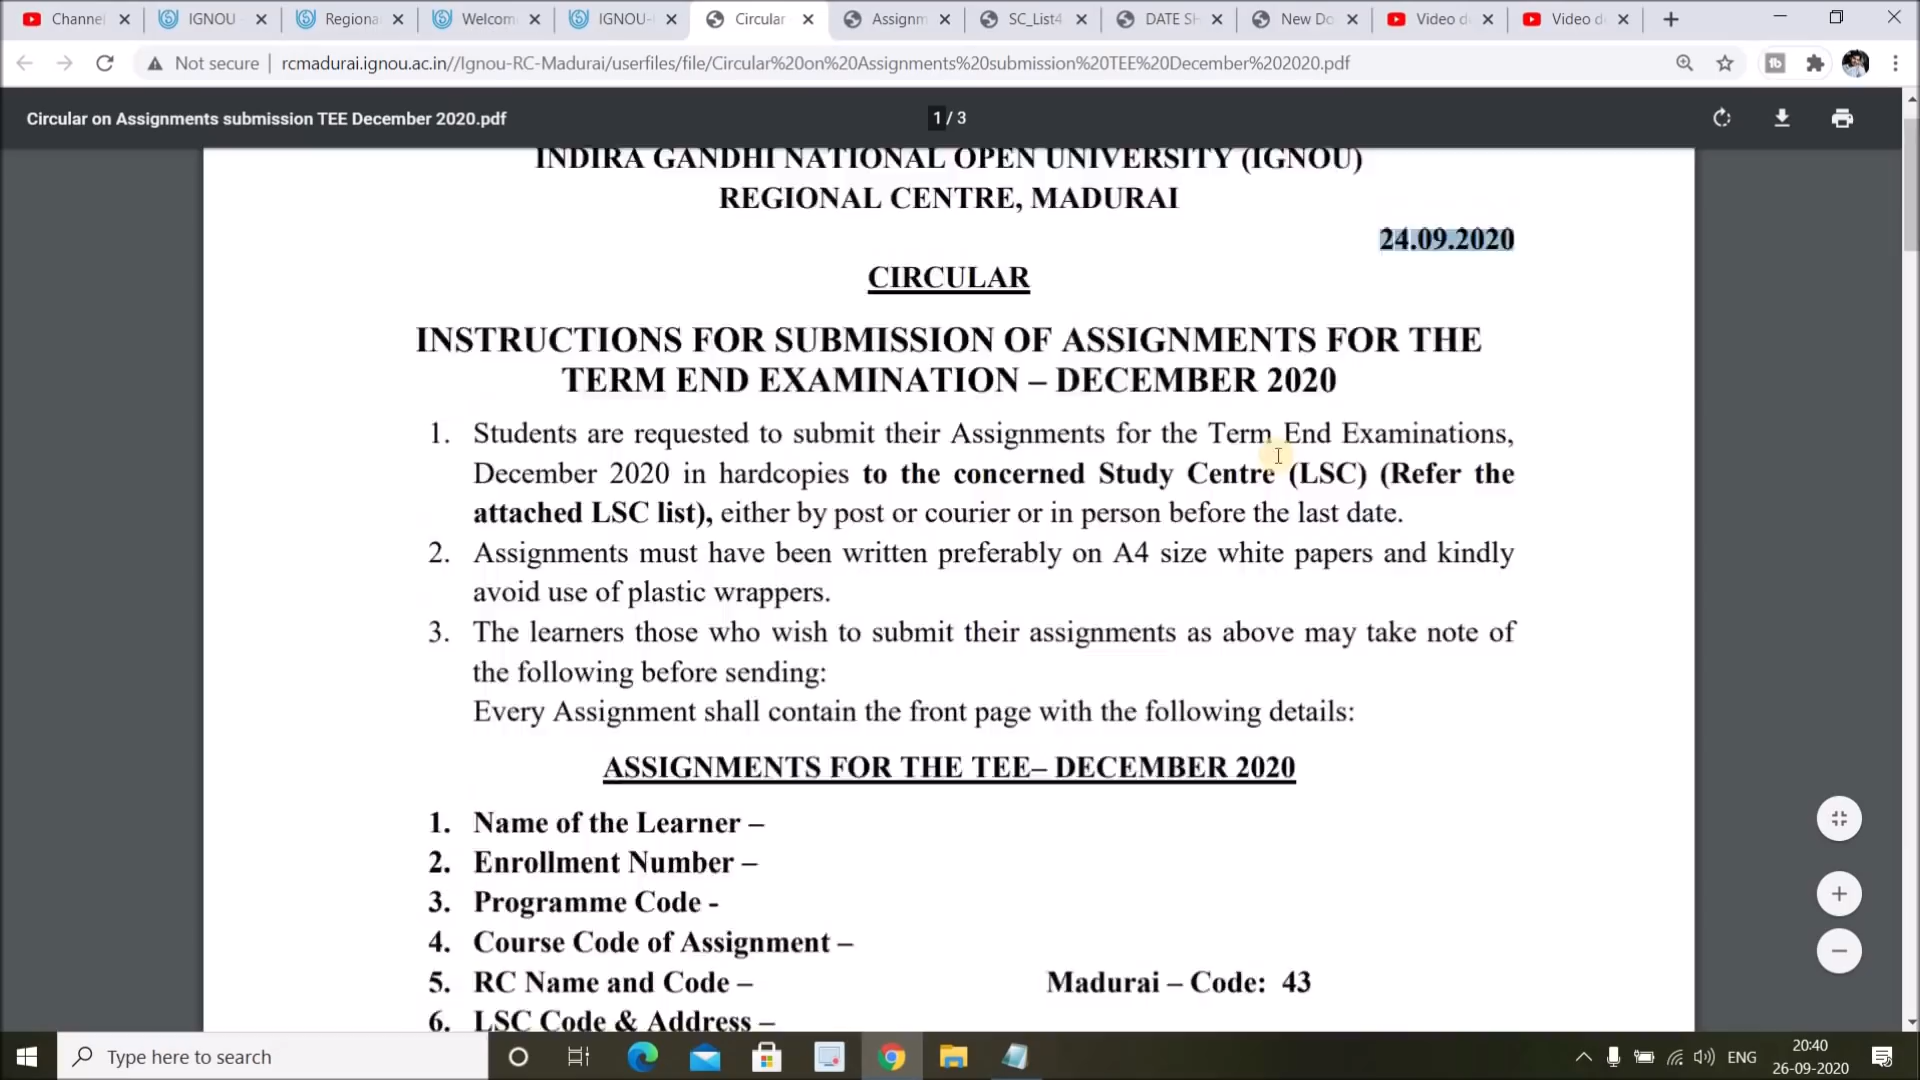 Channel
IGNOU
Regiona
Welcom
IGNOU-
Circular
Assignm
SC_List4
DATE SH
New Do
Video d
Video d
Not secure | rcmadurai.ignou.ac.in//Ignou-RC-Madurai/userfiles/file/Circular%20on%20Assignments%20submission%20TEE%20December%202020.pdf
Circular on Assignments submission TEE December 2020.pdf
1 / 3
INDIRA GANDHI NATIONAL OPEN UNIVERSITY (IGNOU)
REGIONAL CENTRE, MADURAI
24.09.2020
CIRCULAR
INSTRUCTIONS FOR SUBMISSION OF ASSIGNMENTS FOR THE
TERM END EXAMINATION – DECEMBER 2020
1. Students are requested to submit their Assignments for the Term End Examinations,
December 2020 in hardcopies to the concerned Study Centre (LSC) (Refer the
attached LSC list), either by post or courier or in person before the last date.
2. Assignments must have been written preferably on A4 size white papers and kindly
avoid use of plastic wrappers.
3. The learners those who wish to submit their assignments as above may take note of
the following before sending:
Every Assignment shall contain the front page with the following details:
ASSIGNMENTS FOR THE TEE– DECEMBER 2020
1. Name of the Learner –
2. Enrollment Number –
3. Programme Code -
4. Course Code of Assignment –
5. RC Name and Code – Madurai – Code: 43
6. LSC Code & Address –
Type here to search
ENG
20:40
26-09-2020